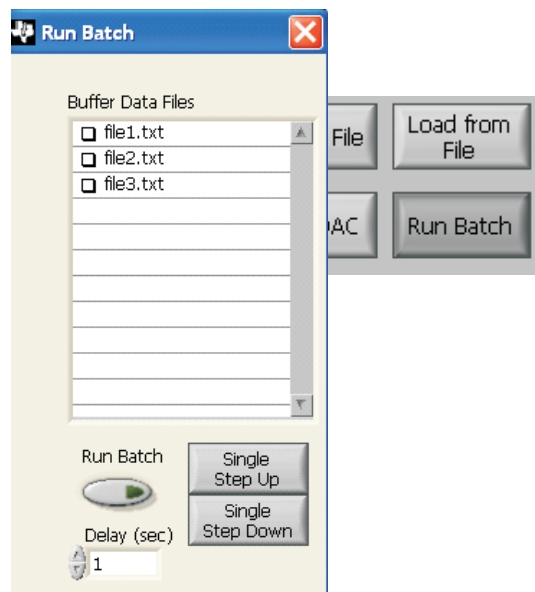 Run Batch
Buffer Data Files
file1.txt
file2.txt
file3.txt
File
Load from
File
Run Batch
Run Batch
Single
Step Up
Single
Step Down
Delay (sec)
1